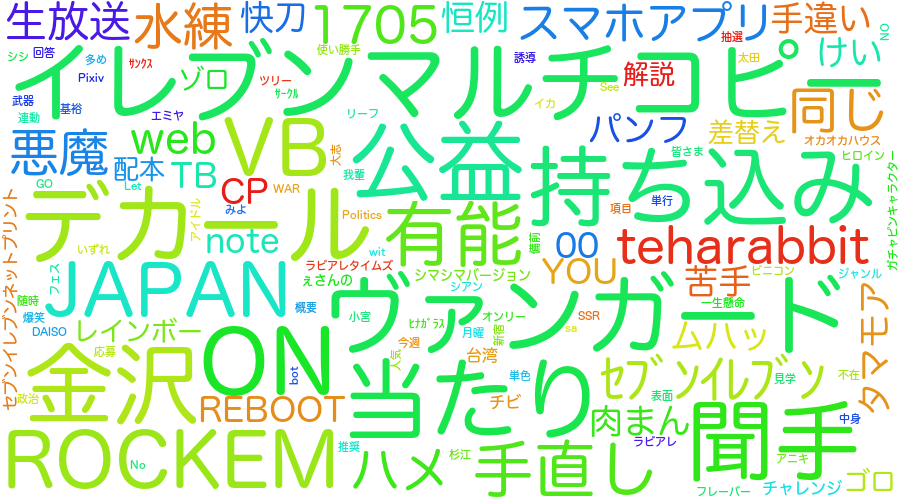 生放送
水練
快刀
1705
恒例
スマホアプリ
手違い
シシ
回答
多め
ｻﾝｸｽ
使い勝手
誘導
抽選
太田
けい
NO
イレブンマルチコピー
Pixiv
ゾロ
ツリー
ｻｰｸﾙ
See
解説
武器
基裕
連動
エミヤ
リーフ
イカ
同じ
悪魔
web
VB
大志
公益
持ち込み
パンフ
差替え
オカオカハウス
配本
TB
我輩
皆さま
ヒロイン
GO
Let
CP
WAR
みよ
単行
項目
デカール
アイドル
Politics
有能
備前
00
teharabbit
ガチャピンキャラクター
いずれ
note
wit
セブンイレブンネットプリント
フェス
JAPAN
ラビアレタイムズ
シマシマバージョン
YOU
苦手
ビニコン
ジャンル
ぇさんの
シアン
ヴァンガード
随時
概要
一生懸命
タマモア
爆笑
DAISO
レインボー
小宮
ﾋﾅｶﾞﾗｽ
オンリー
月曜
新宿
SSR
sa
ムハッ
金沢
応募
ON
今週
人気
台湾
bot
当たり
単色
ｾﾌﾞﾝｲﾚﾌﾞﾝ
見学
不在
政治
REBOOT
チビ
表面
肉まん
聞手
中身
ROCKEM
No
推奨
ハメ
杉江
手直し
ラビアレ
アニキ
フレーバー
チャレンジ
ゴロ